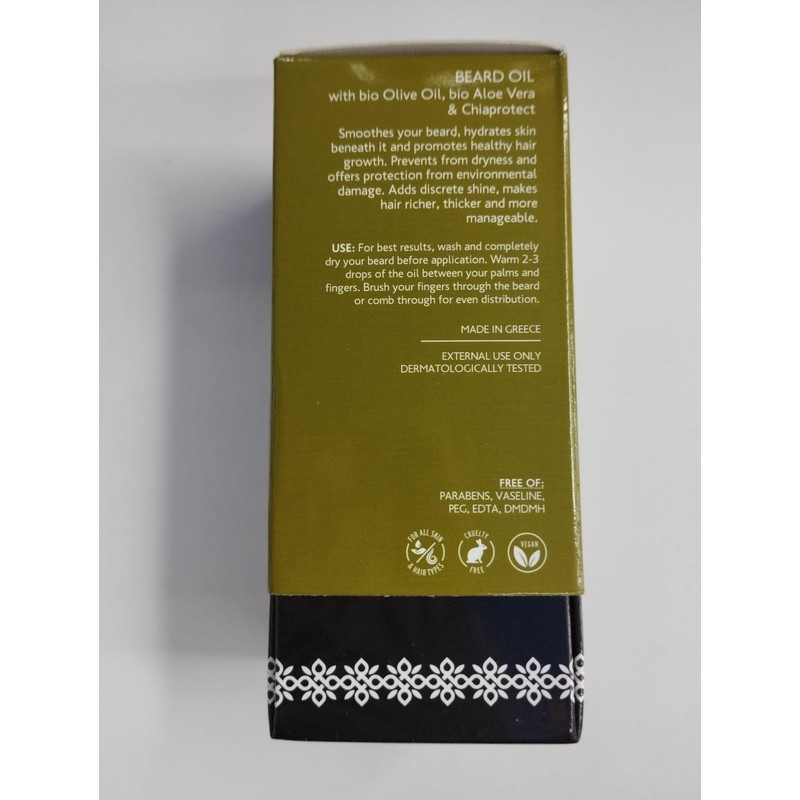 BEARD OIL
with bio Olive Oil, bio Aloe Vera
& Chiaprotect
Smoothes your beard, hydrates skin
beneath it and promotes healthy hair
growth. Prevents from dryness and
offers protection from environmental
damage. Adds discrete shine, makes
hair richer, thicker and more
manageable.
USE: For best results, wash and completely
dry your beard before application. Warm 2-3
drops of the oil between your palms and
fingers. Brush your fingers through the beard
or comb through for even distribution.
MADE IN GREECE
EXTERNAL USE ONLY
DERMATOLOGICALLY TESTED
FREE OF:
PARABENS, VASELINE,
PEG, EDTA, DMDMH
FOR ALL SKIN
& HAIR TYPES
CRUELTY
FREE
VEGAN